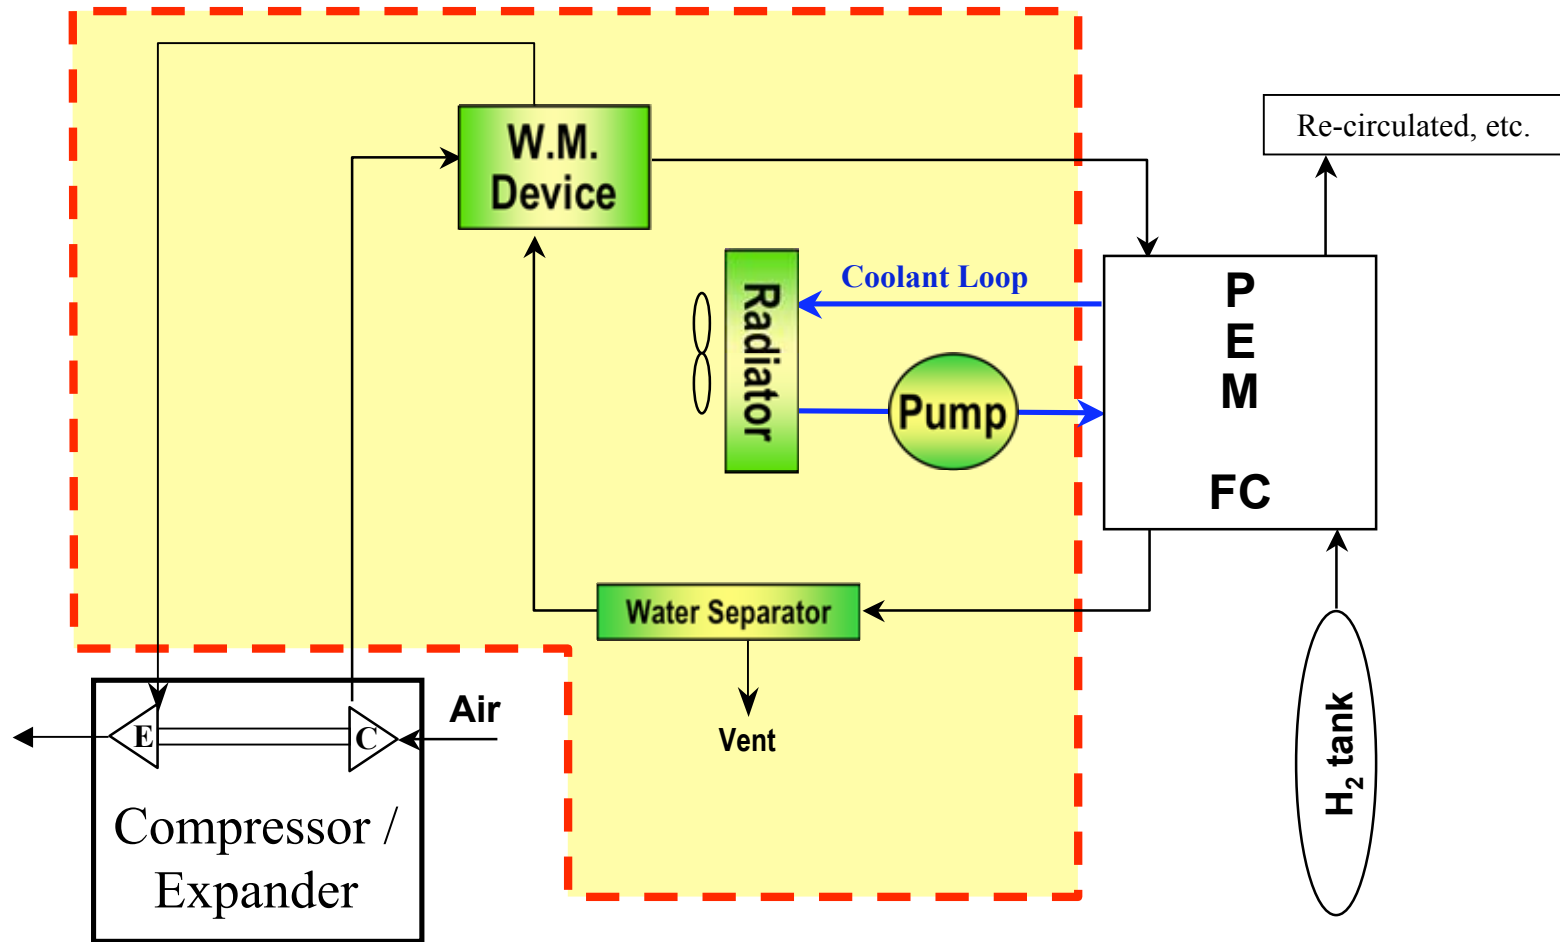 W.M.
Device
Re-circulated, etc.
Coolant Loop
Radiator
Pump
P
E
M
FC
Water Separator
Vent
Air
E
C
Compressor /
Expander
H₂ tank